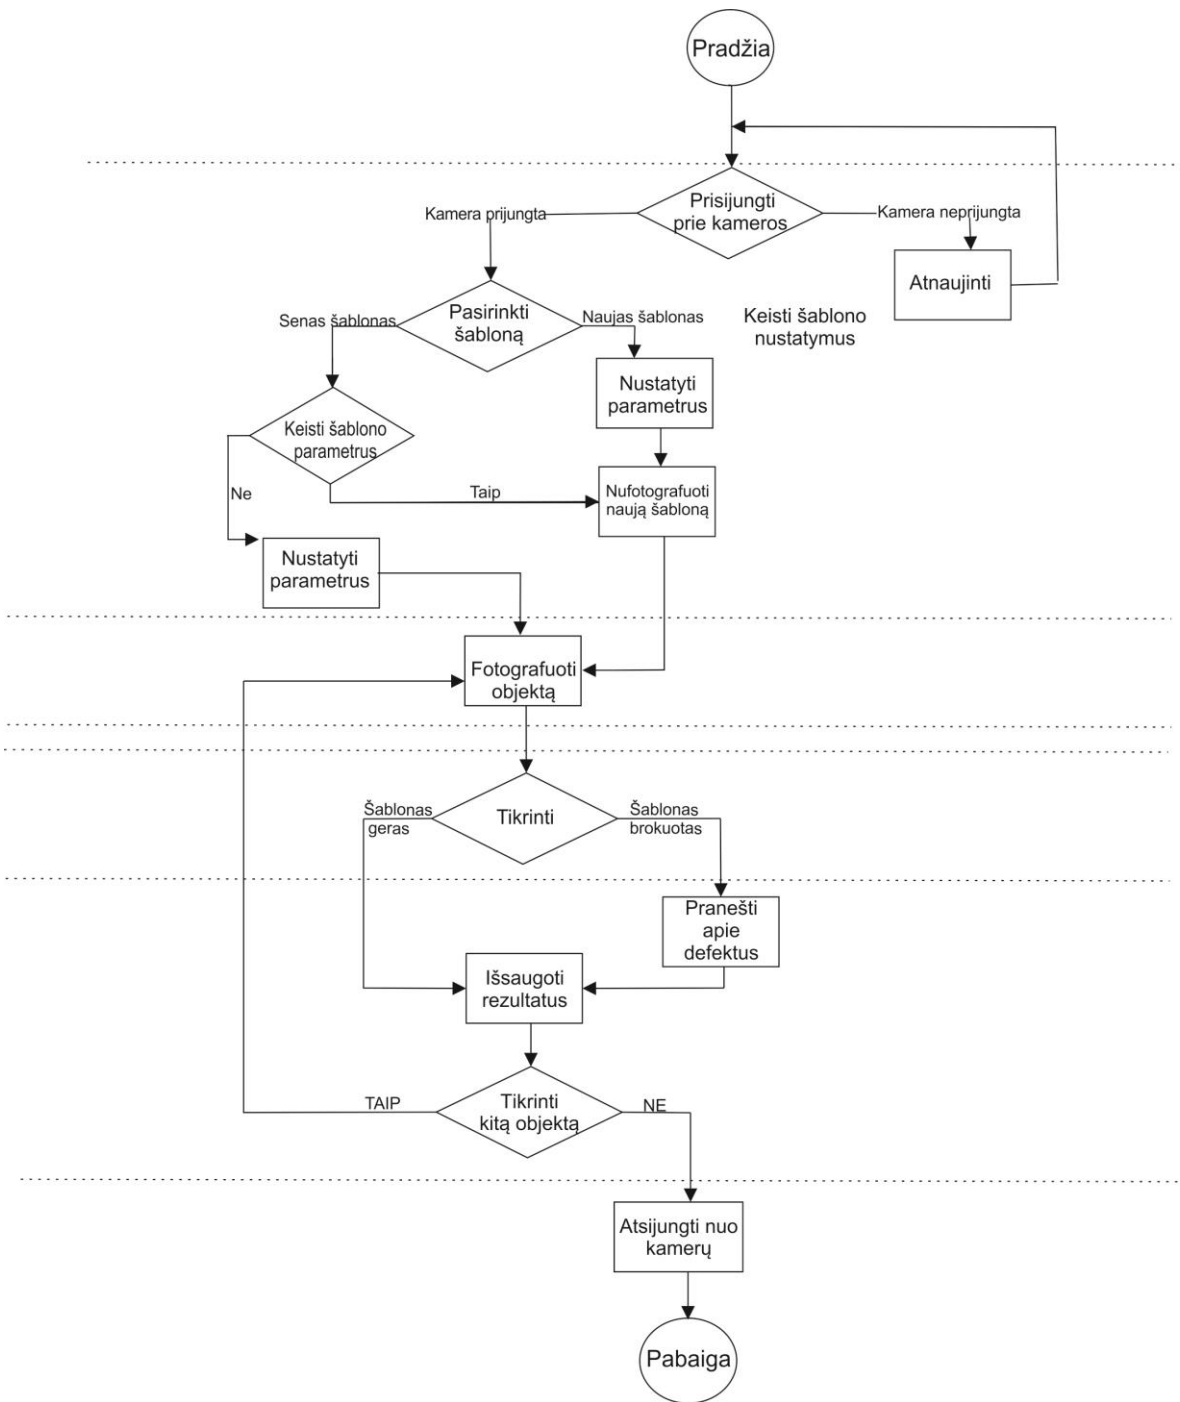 Pradžia
Prisijungti
prie kameros
Kamera prijungta
Kamera neprijungta
Atnaujinti
Pasirinkti
šabloną
Senas šablonas
Naujas šablonas
Keisti šablono
nustatymus
Nustatyti
parametrus
Keisti šablono
parametrus
Ne
Taip
Nufotografuoti
naują šabloną
Nustatyti
parametrus
Fotografuoti
objektą
Tikrinti
Šablonas
geras
Šablonas
brokuotas
Pranešti
apie
defektus
Išsaugoti
rezultatus
Tikrinti
kitą objektą
TAIP
NE
Atsijungti nuo
kamerų
Pabaiga